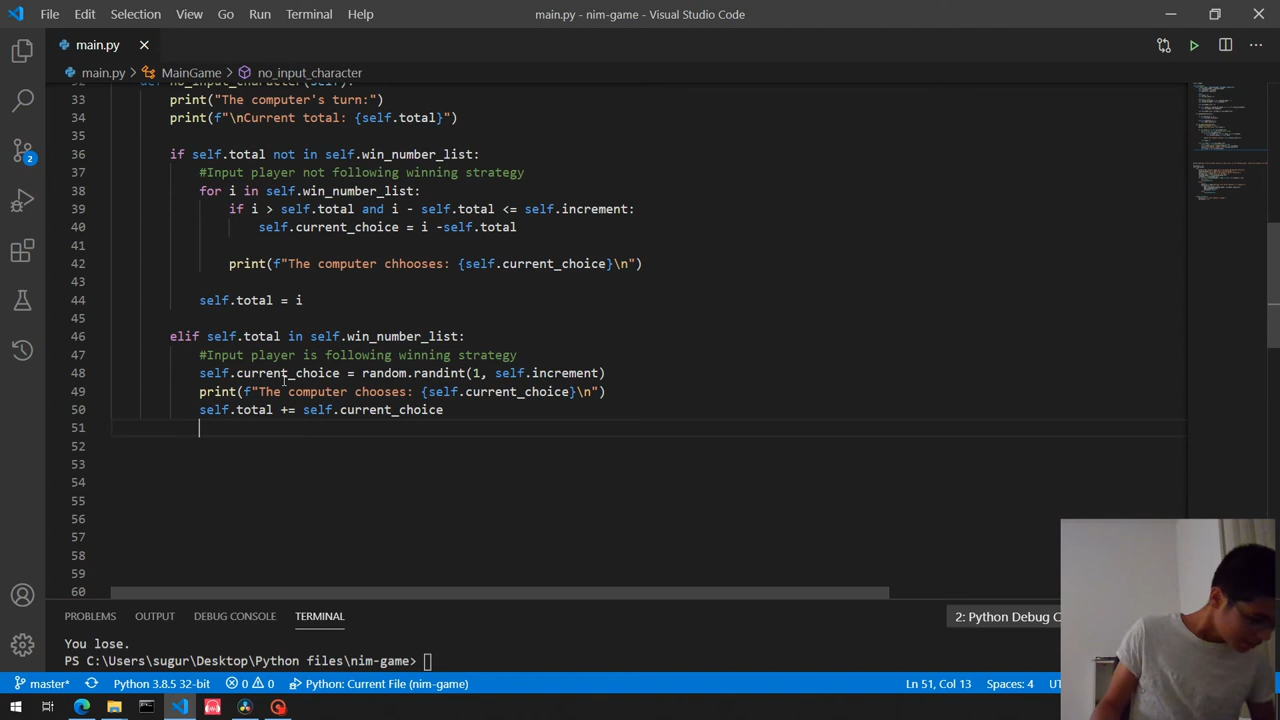 File Edit Selection View Go Run Terminal Help main.py - nim-game - Visual Studio Code
main.py
main.py > MainGame > no_input_character
33 print("The computer's turn:")
34 print(f"\nCurrent total: {self.total}")
35
36 if self.total not in self.win_number_list:
37 #Input player not following winning strategy
38 for i in self.win_number_list:
39 if i > self.total and i - self.total <= self.increment:
40 self.current_choice = i -self.total
41
42 print(f"The computer chhooses: {self.current_choice}\n")
43
44 self.total = i
45
46 elif self.total in self.win_number_list:
47 #Input player is following winning strategy
48 self.current_choice = random.randint(1, self.increment)
49 print(f"The computer chooses: {self.current_choice}\n")
50 self.total += self.current_choice
51
52
53
54
55
56
57
58
59
60
2
PROBLEMS OUTPUT DEBUG CONSOLE TERMINAL 2: Python Debug C
You lose.
PS C:\Users\sugur\Desktop\Python files\nim-game>
master* Python 3.8.5 32-bit 0 0 Python: Current File (nim-game) Ln 51, Col 13 Spaces: 4